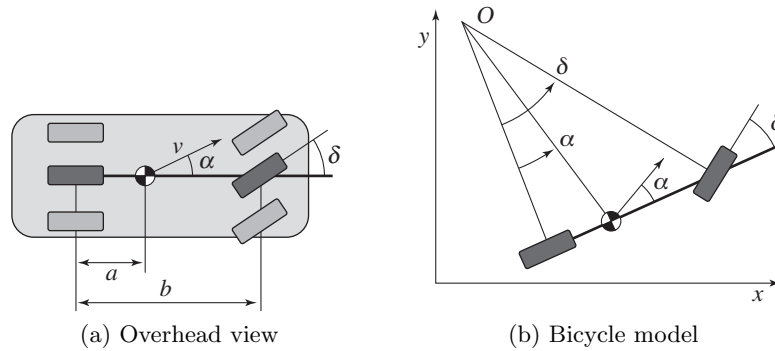 v
α
δ
a
b
(a) Overhead view
y
O
δ
α
α
δ
x
(b) Bicycle model